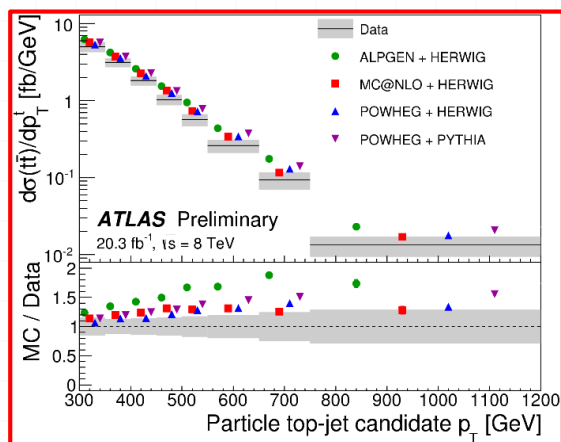 dσ(tt̄)/dp_T^t [fb/GeV]
10
1
10⁻¹
10⁻²
Data
ALPGEN + HERWIG
MC@NLO + HERWIG
POWHEG + HERWIG
POWHEG + PYTHIA
ATLAS Preliminary
20.3 fb⁻¹, √s = 8 TeV
MC / Data
2
1.5
1
0.5
0
300 400 500 600 700 800 900 1000 1100 1200
Particle top-jet candidate p_T [GeV]